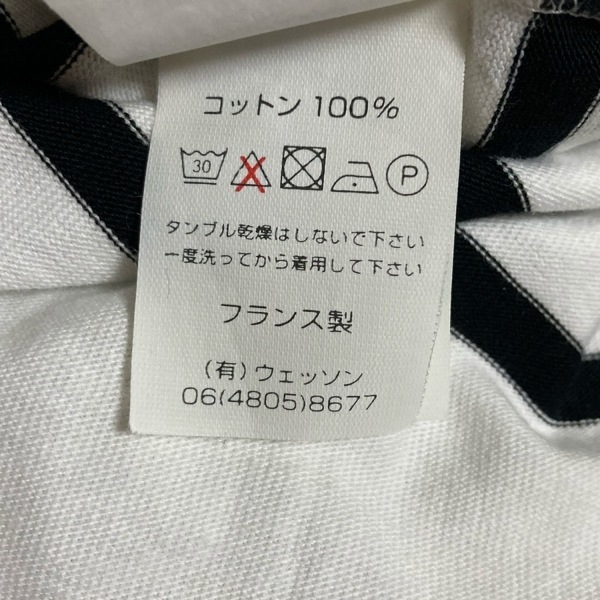 コットン 100%
30 P
タンブル乾燥はしないで下さい
一度洗ってから着用して下さい
フランス製
(有)ウェッソン
06(4805)8677